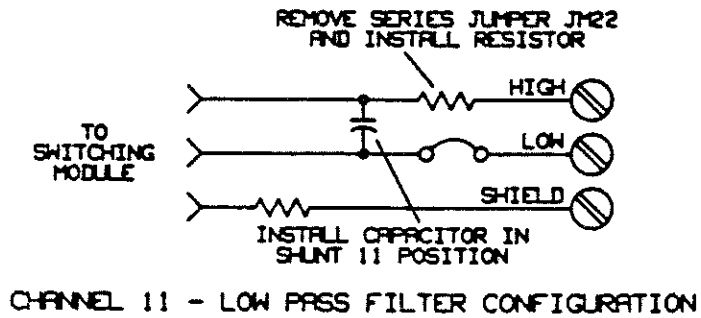 REMOVE SERIES JUMPER JM22
AND INSTALL RESISTOR
HIGH
TO
SWITCHING
MODULE
LOW
SHIELD
INSTALL CAPACITOR IN
SHUNT 11 POSITION
CHANNEL 11 - LOW PASS FILTER CONFIGURATION